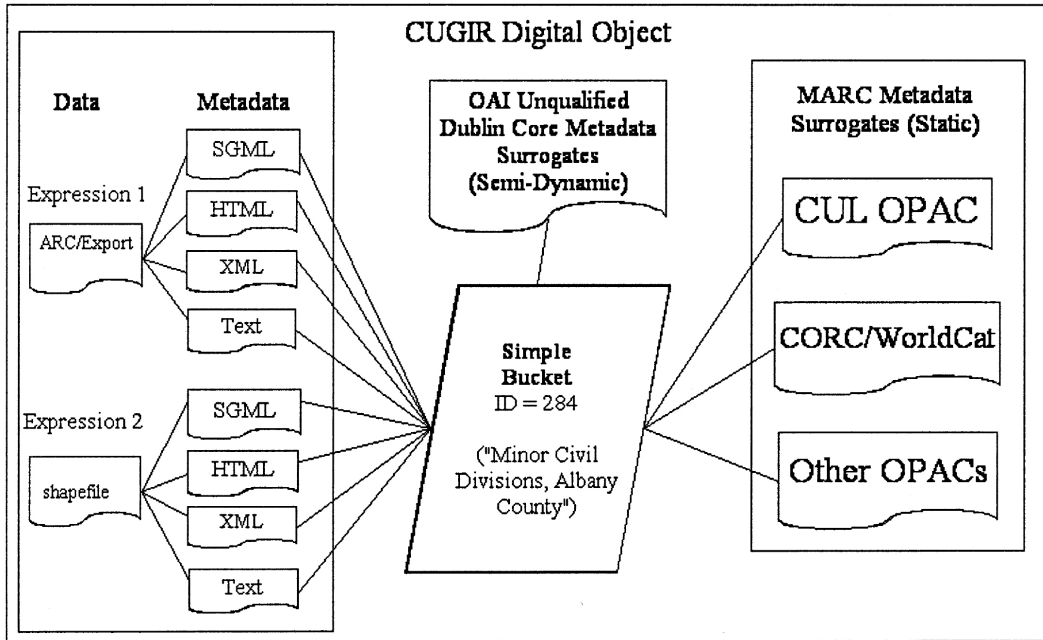 CUGIR Digital Object
Data
Metadata
Expression 1
ARC/Export
SGML
HTML
XML
Text
Expression 2
shapefile
SGML
HTML
XML
Text
OAI Unqualified
Dublin Core Metadata
Surrogates
(Semi-Dynamic)
Simple
Bucket
ID = 284
("Minor Civil
Divisions, Albany
County")
MARC Metadata
Surrogates (Static)
CUL OPAC
CORC/WorldCat
Other OPACs